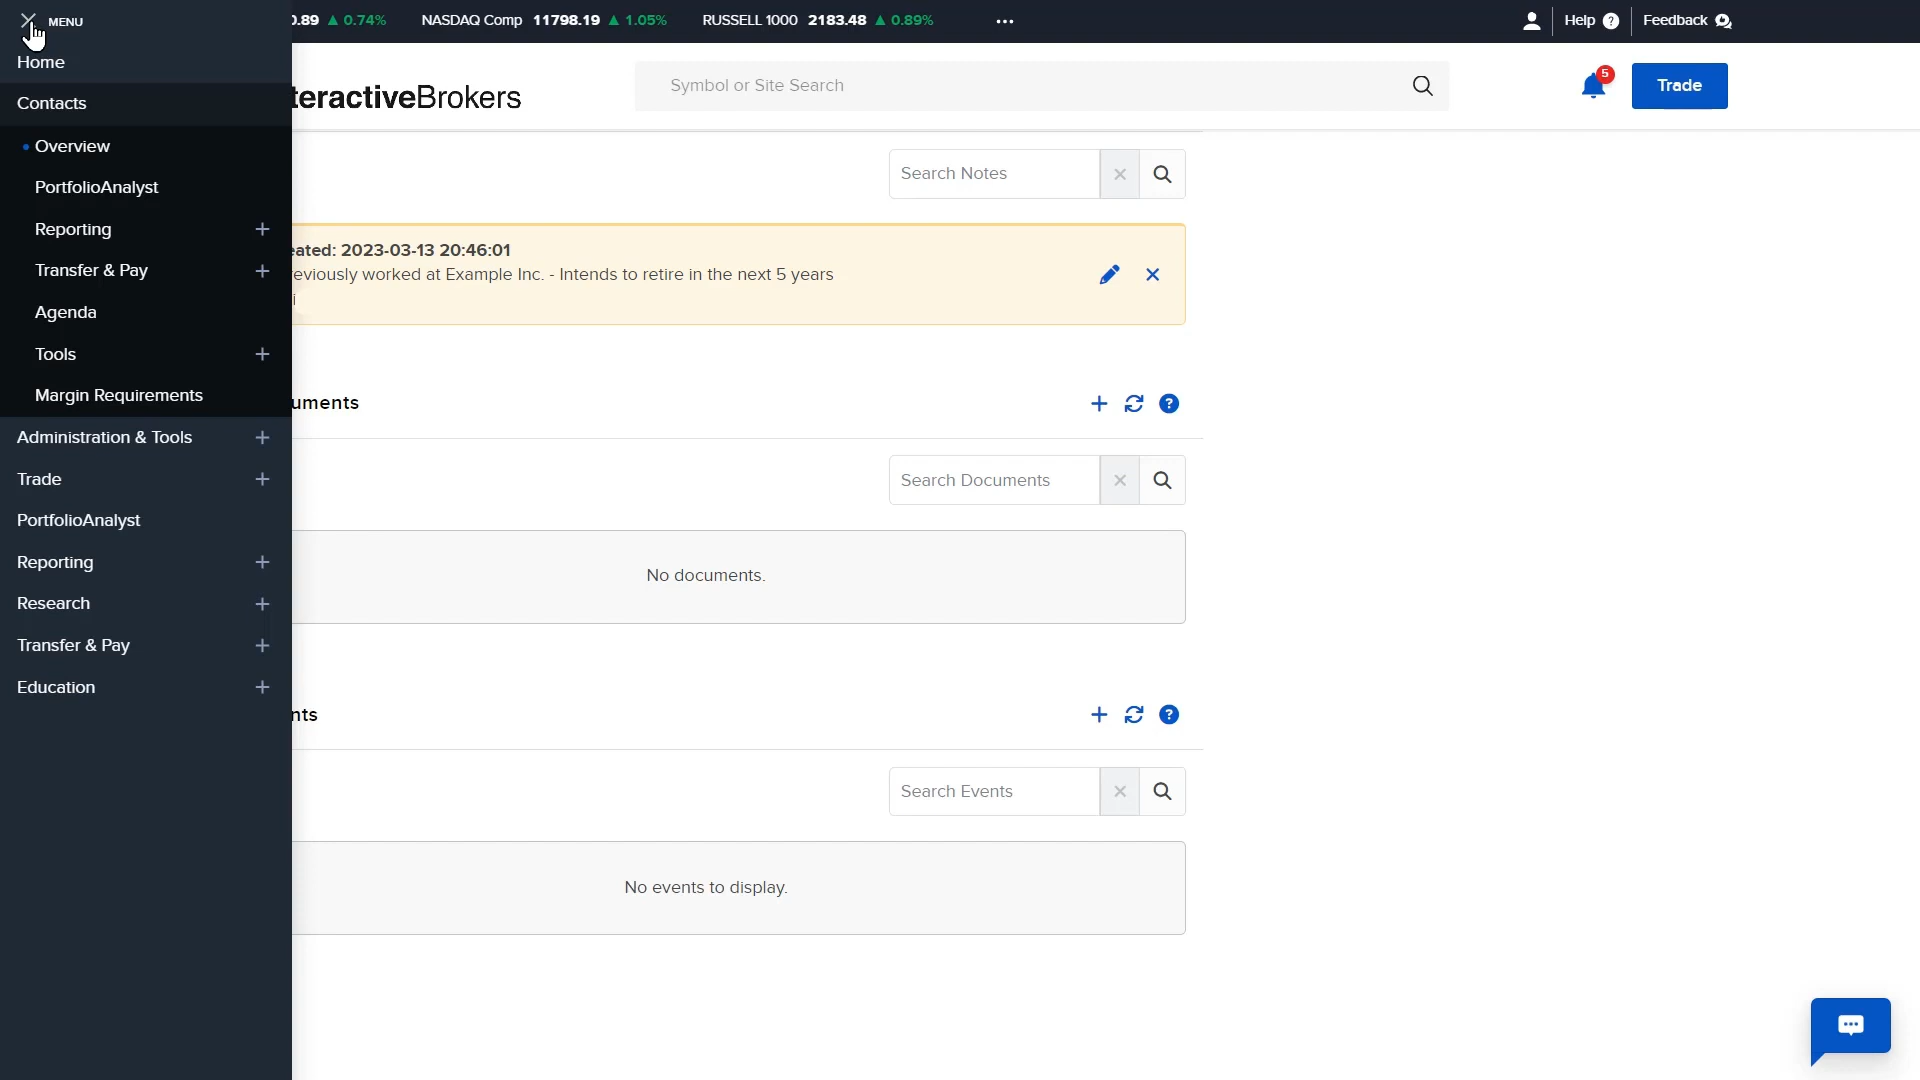 MENU
0.89 ▲ 0.74%
NASDAQ Comp 11798.19 ▲ 1.05%
RUSSELL 1000 2183.48 ▲ 0.89%
Help ?
Feedback
teractiveBrokers
Symbol or Site Search
5
Trade
Home
Contacts
Overview
PortfolioAnalyst
Reporting
Transfer & Pay
Agenda
Tools
Margin Requirements
Administration & Tools
Trade
PortfolioAnalyst
Reporting
Research
Transfer & Pay
Education
Search Notes
eated: 2023-03-13 20:46:01
reviously worked at Example Inc. - Intends to retire in the next 5 years
i
uments
Search Documents
No documents.
nts
Search Events
No events to display.